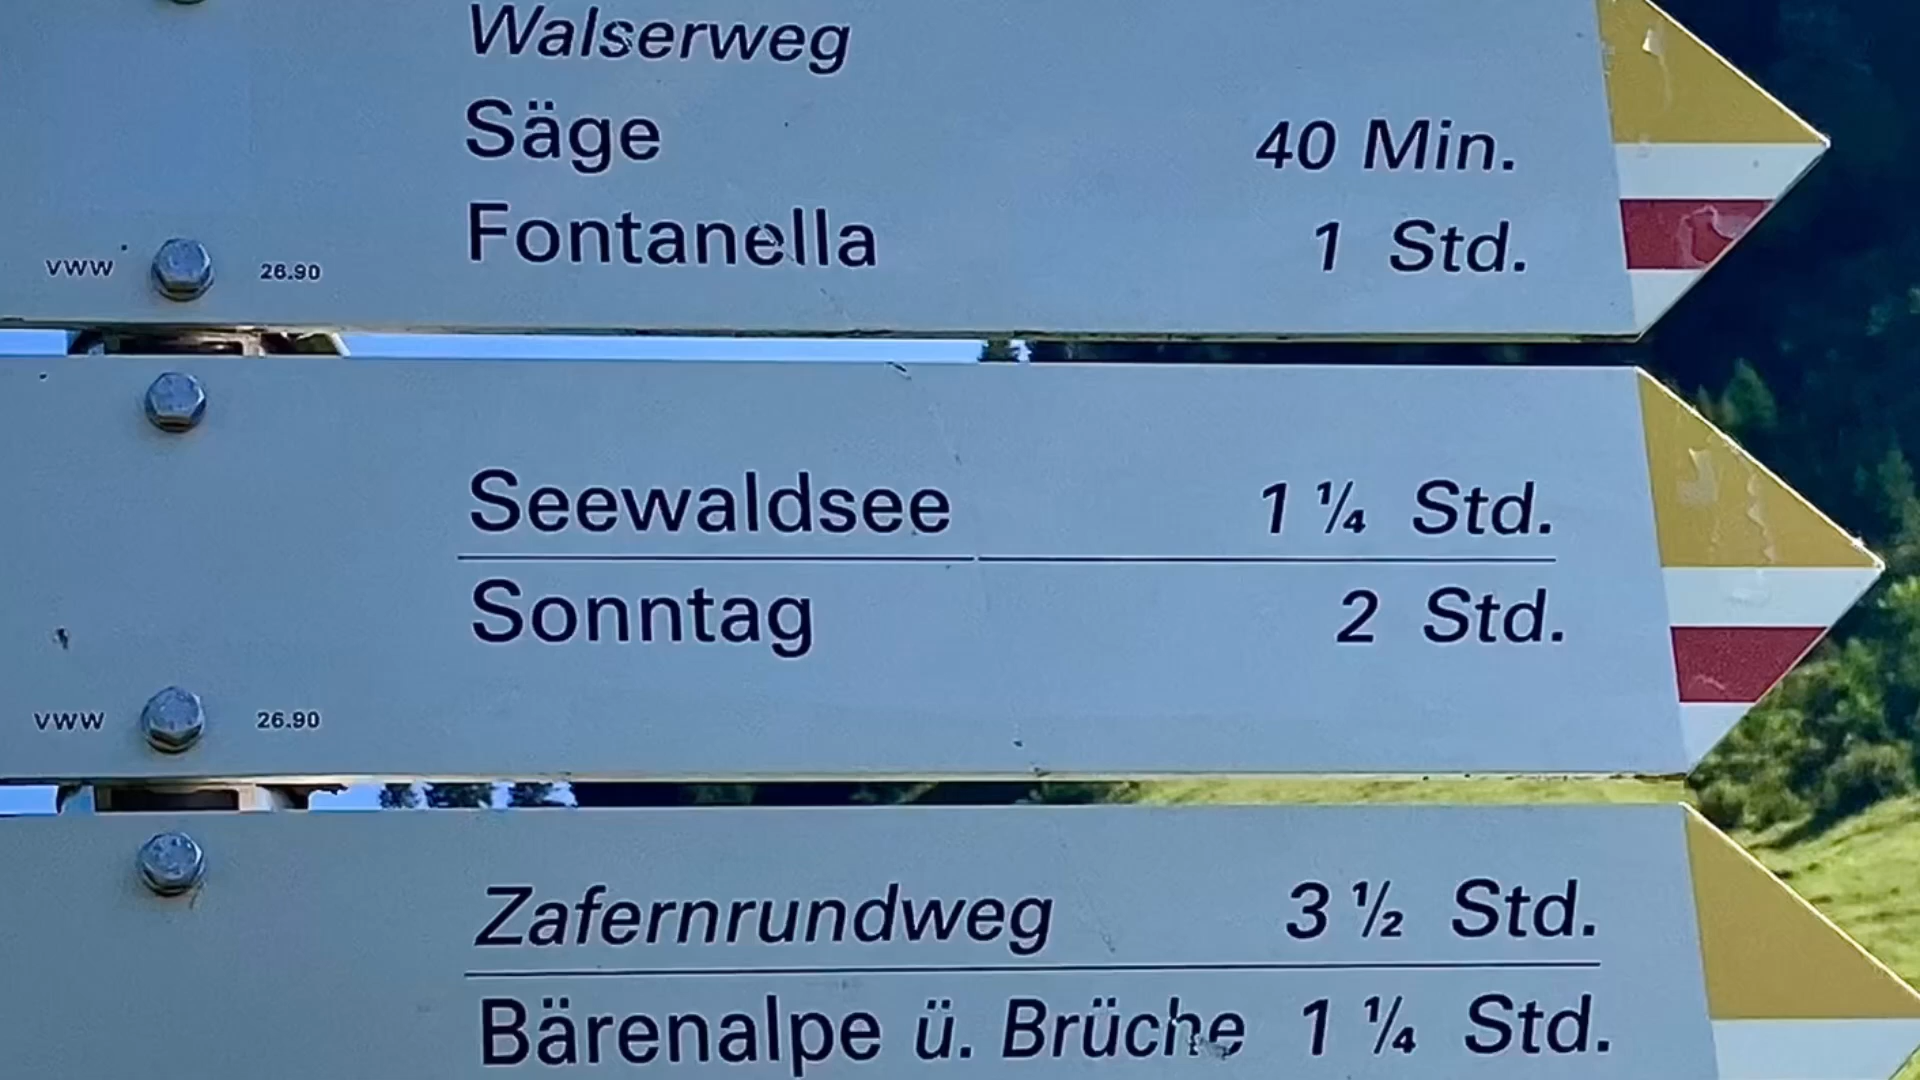 Walserweg
Säge 40 Min.
Fontanella 1 Std.
vww 26.90
Seewaldsee 1 ¼ Std.
Sonntag 2 Std.
vww 26.90
Zafernrundweg 3 ½ Std.
Bärenalpe ü. Brüche 1 ¼ Std.